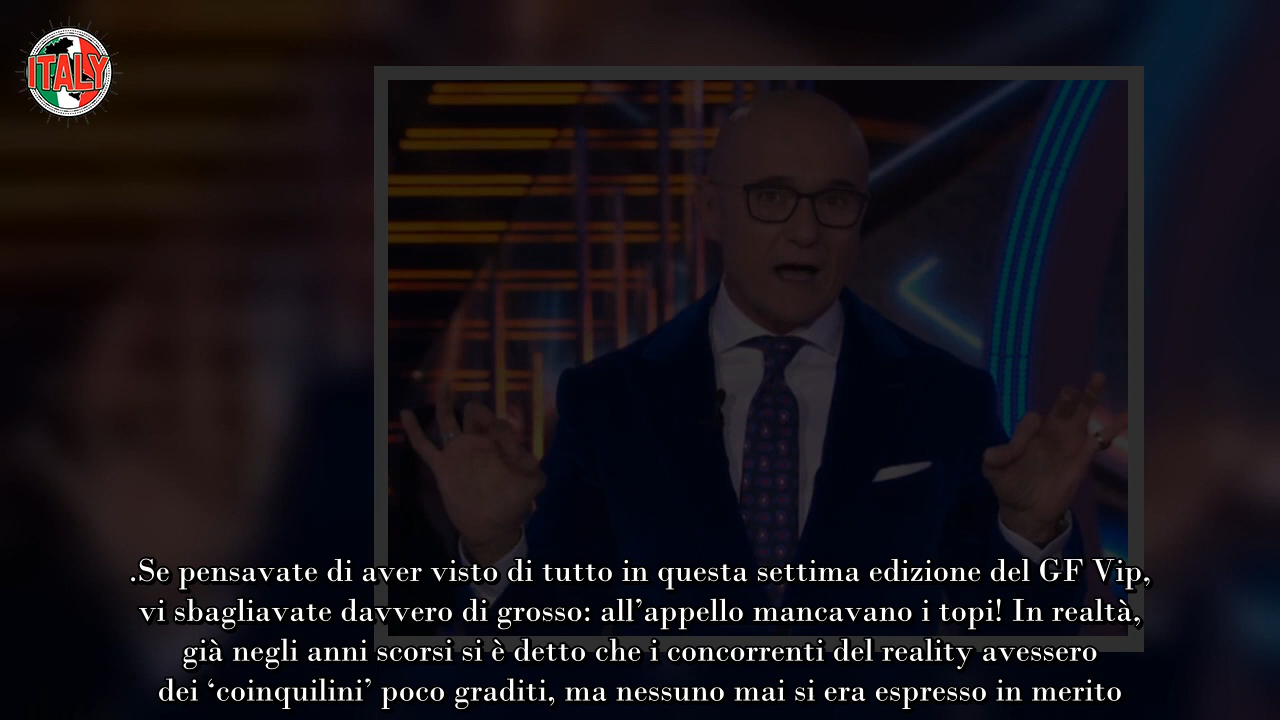 ITALY
.Se pensavate di aver visto di tutto in questa settima edizione del GF Vip,
vi sbagliavate davvero di grosso: all’appello mancavano i topi! In realtà,
già negli anni scorsi si è detto che i concorrenti del reality avessero
dei ‘coinquilini’ poco graditi, ma nessuno mai si era espresso in merito